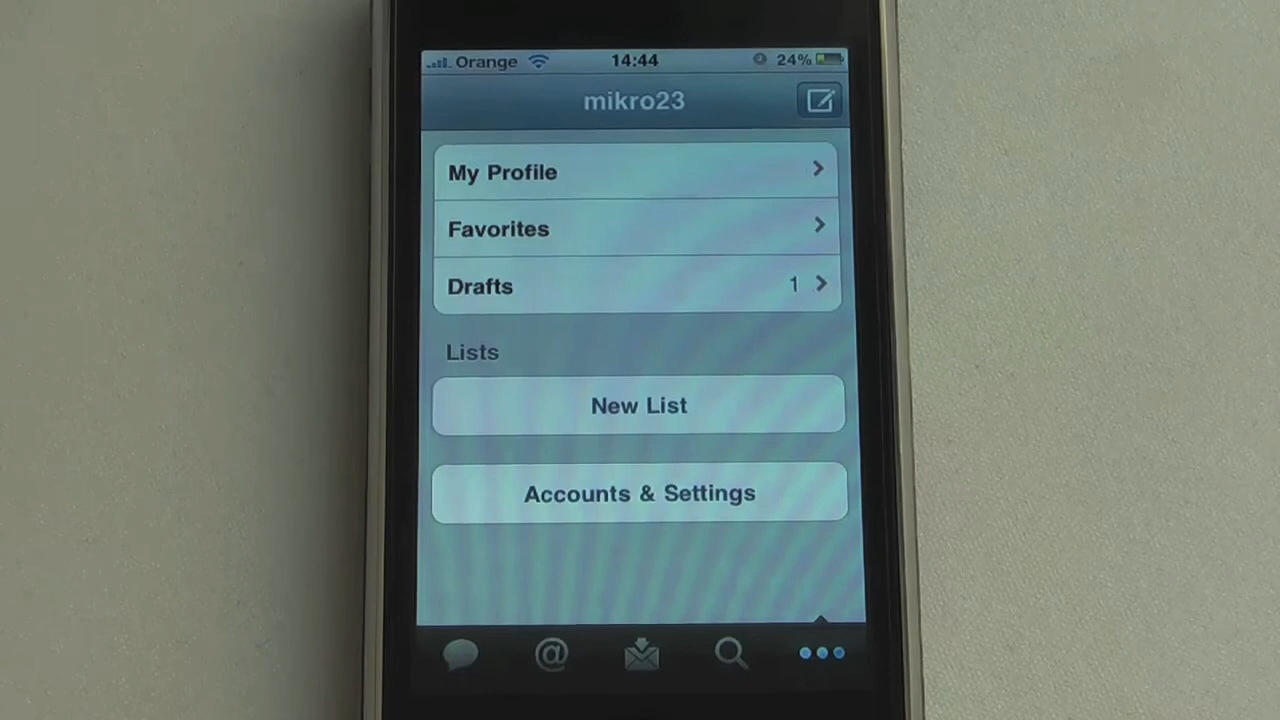 Orange 14:44 24%
mikro23
My Profile
Favorites
Drafts 1
Lists
New List
Accounts & Settings
@